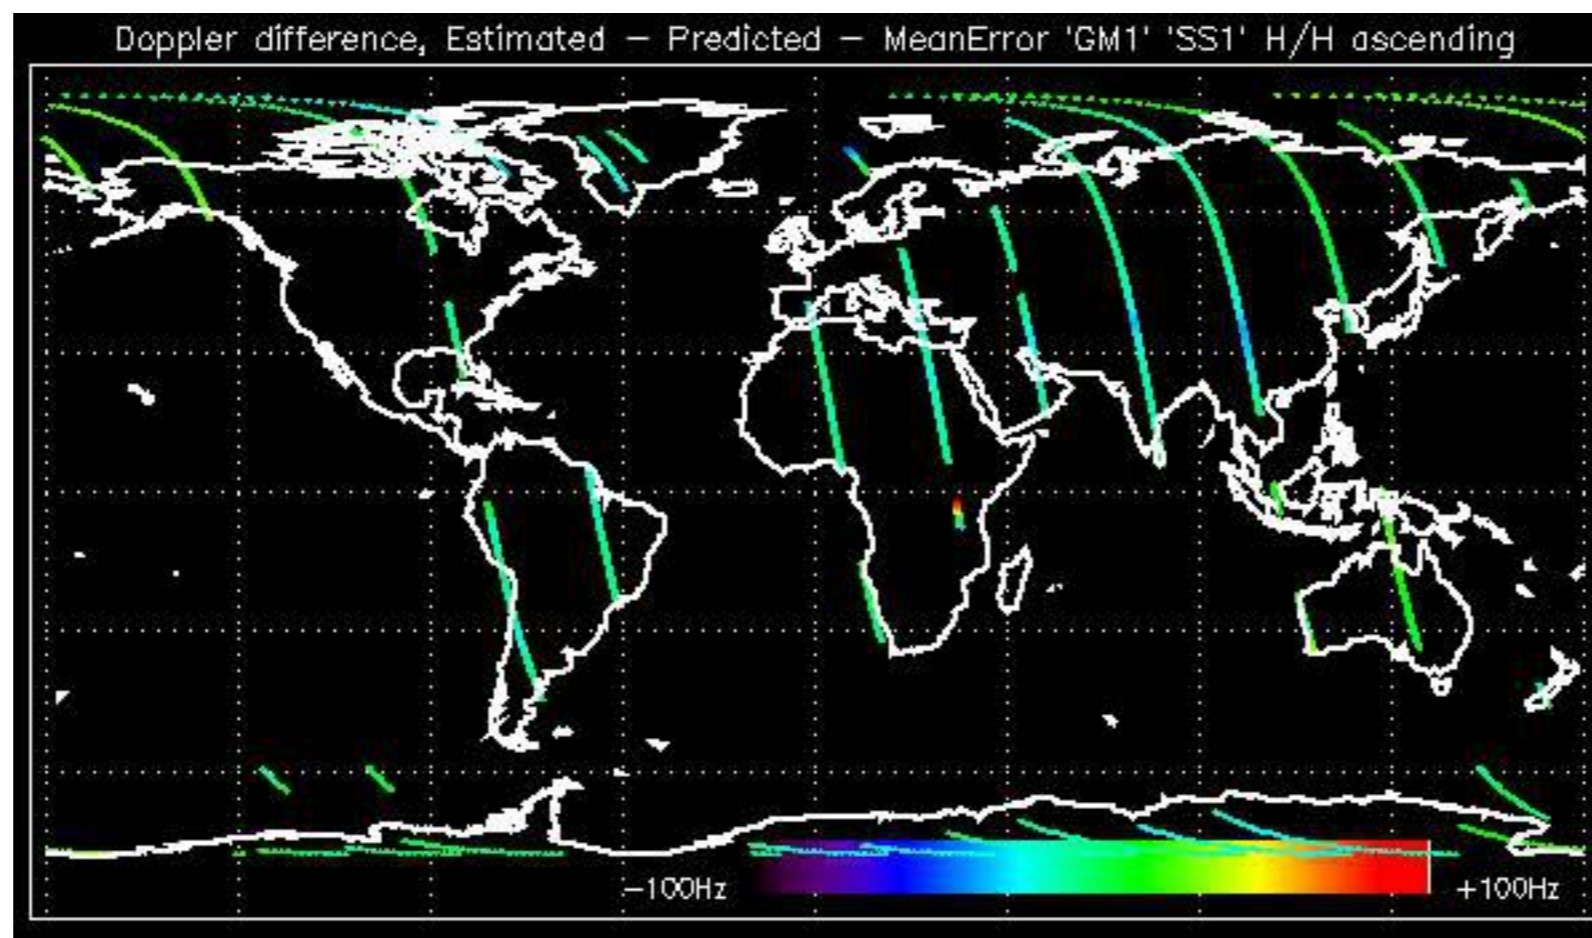 Doppler difference, Estimated – Predicted – MeanError 'GM1' 'SS1' H/H ascending
–100Hz
+100Hz